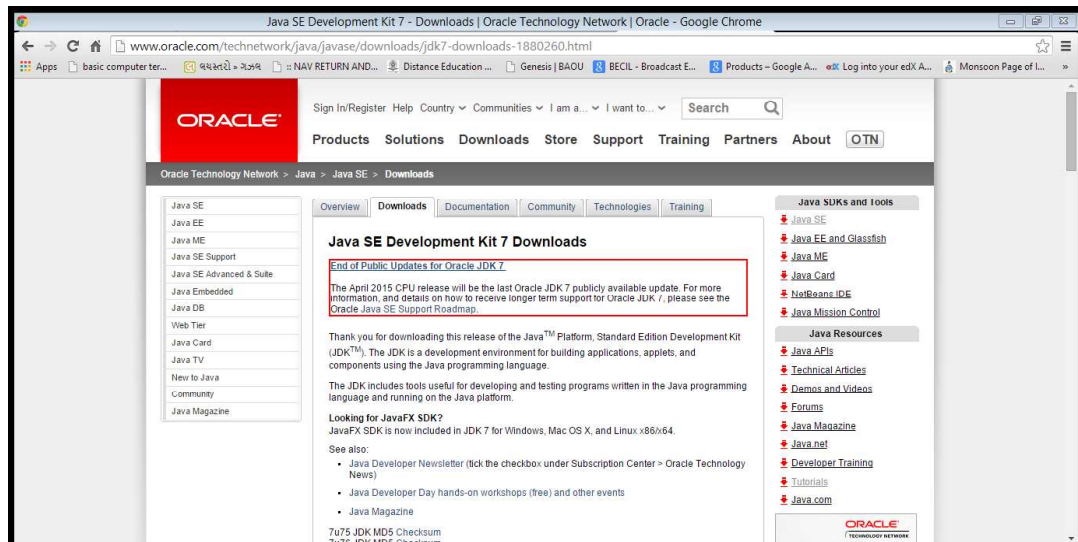 Java SE Development Kit 7 - Downloads | Oracle Technology Network | Oracle - Google Chrome
www.oracle.com/technetwork/java/javase/downloads/jdk7-downloads-1880260.html
Apps basic computer ter... :: NAV RETURN AND... Distance Education ... Genesis | BAOU BECIL - Broadcast E... Products – Google A... Log into your edX A... Monsoon Page of I... »
ORACLE
Sign In/Register Help Country Communities I am a... I want to... Search
Products Solutions Downloads Store Support Training Partners About OTN
Oracle Technology Network > Java > Java SE > Downloads
Java SE
Java EE
Java ME
Java SE Support
Java SE Advanced & Suite
Java Embedded
Java DB
Web Tier
Java Card
Java TV
New to Java
Community
Java Magazine
Overview Downloads Documentation Community Technologies Training
Java SE Development Kit 7 Downloads
End of Public Updates for Oracle JDK 7
The April 2015 CPU release will be the last Oracle JDK 7 publicly available update. For more
information, and details on how to receive longer term support for Oracle JDK 7, please see the
Oracle Java SE Support Roadmap.
Thank you for downloading this release of the Java™ Platform, Standard Edition Development Kit
(JDK™). The JDK is a development environment for building applications, applets, and
components using the Java programming language.
The JDK includes tools useful for developing and testing programs written in the Java programming
language and running on the Java platform.
Looking for JavaFX SDK?
JavaFX SDK is now included in JDK 7 for Windows, Mac OS X, and Linux x86/x64.
See also:
• Java Developer Newsletter (tick the checkbox under Subscription Center > Oracle Technology
News)
• Java Developer Day hands-on workshops (free) and other events
• Java Magazine
7u75 JDK MD5 Checksum
7u76 JDK MD5 Checksum
Java SDKs and Tools
Java SE
Java EE and Glassfish
Java ME
Java Card
NetBeans IDE
Java Mission Control
Java Resources
Java APIs
Technical Articles
Demos and Videos
Forums
Java Magazine
Java.net
Developer Training
Tutorials
Java.com
ORACLE
TECHNOLOGY NETWORK